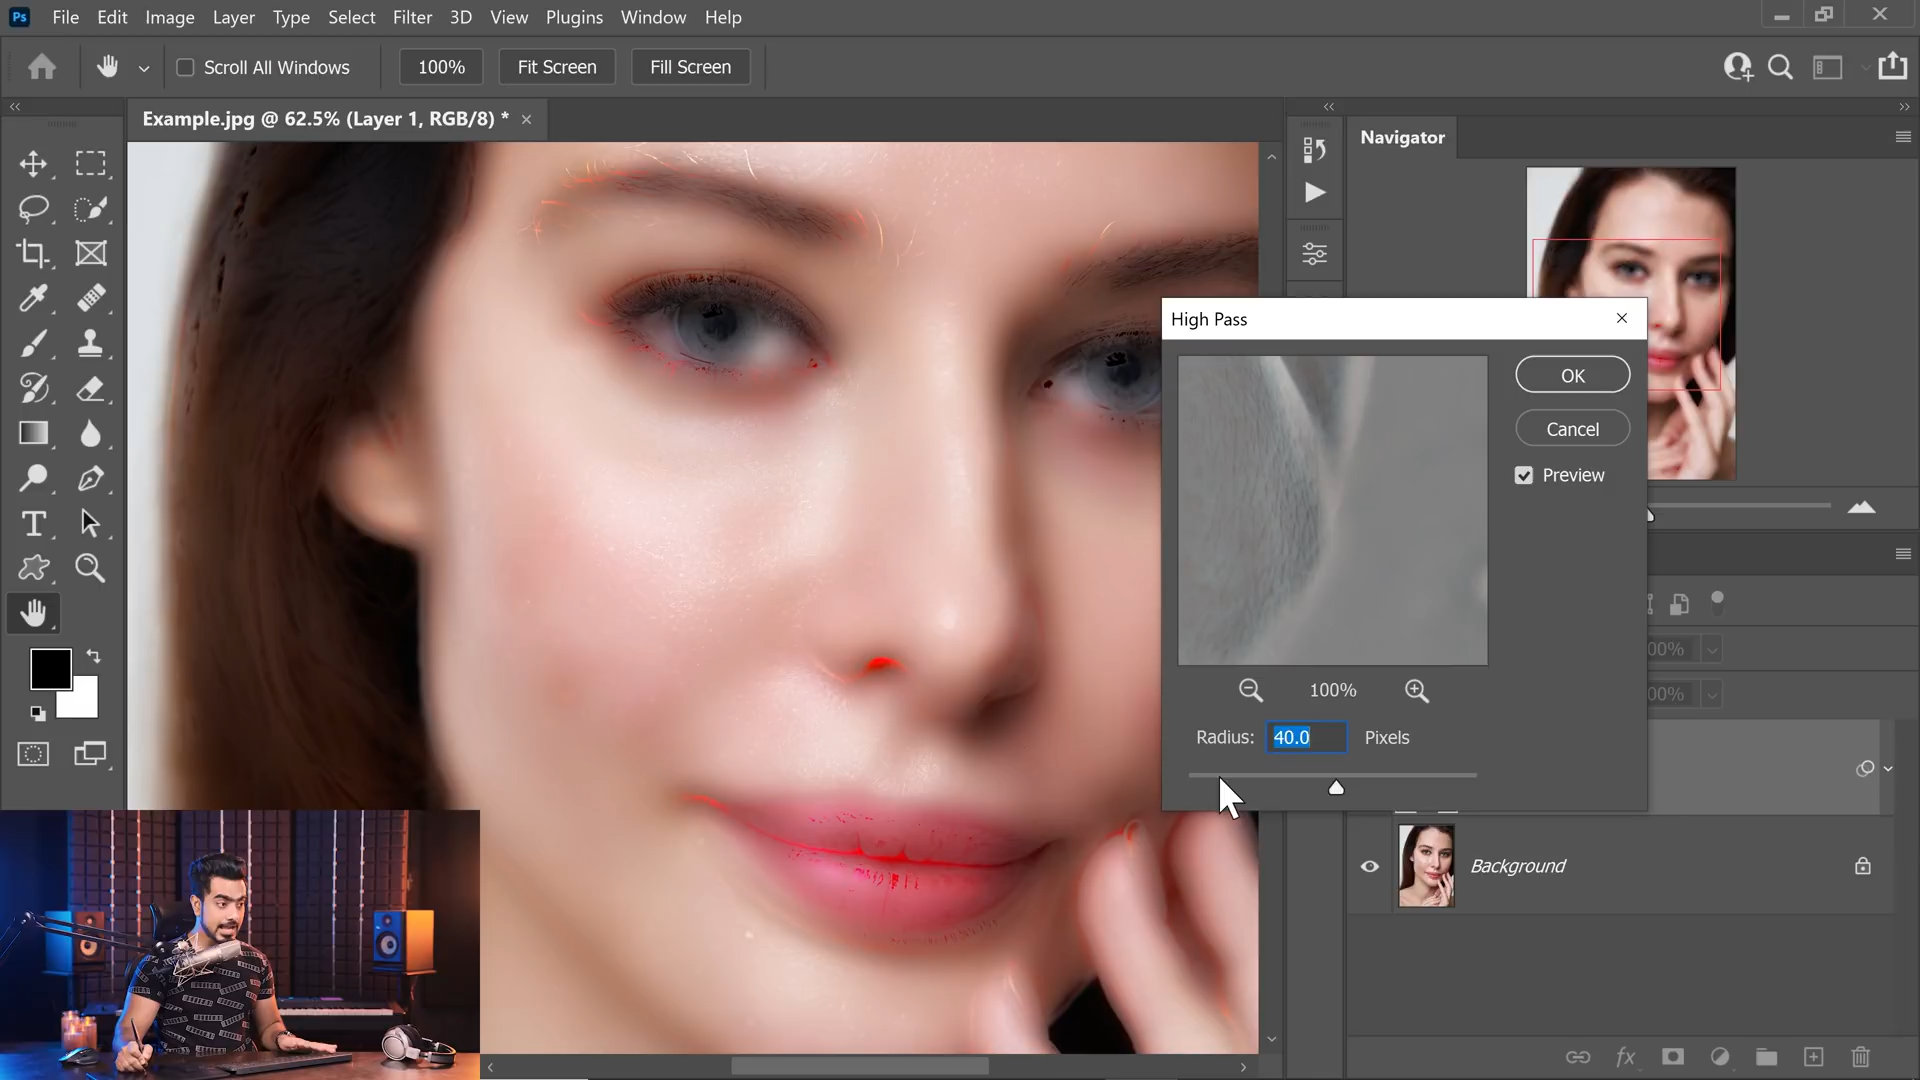 Ps File Edit Image Layer Type Select Filter 3D View Plugins Window Help
Scroll All Windows 100% Fit Screen Fill Screen
Example.jpg @ 62.5% (Layer 1, RGB/8) *
Navigator
High Pass
OK
Cancel
Preview
100%
Radius: 40.0 Pixels
00%
00%
Background
fx